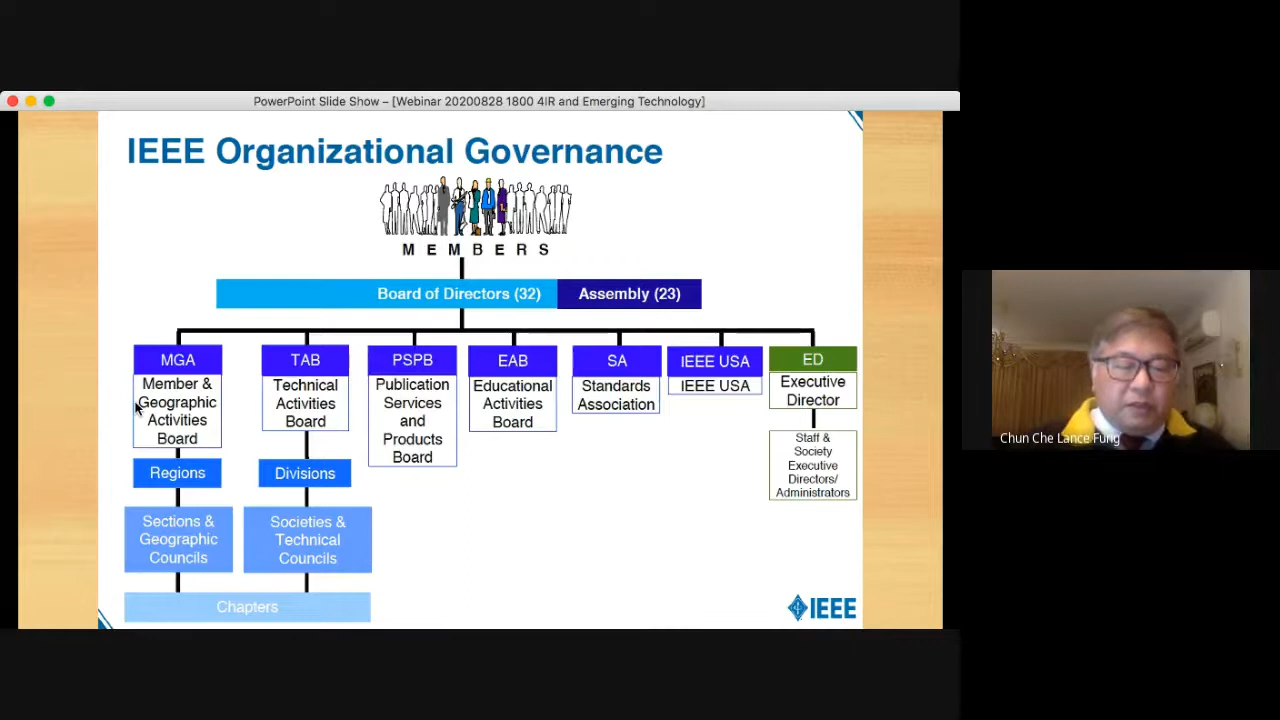 PowerPoint Slide Show – [Webinar 20200828 1800 4IR and Emerging Technology]
IEEE Organizational Governance
MEMBERS
Board of Directors (32)
Assembly (23)
MGA
Member &
Geographic
Activities
Board
Regions
Sections &
Geographic
Councils
TAB
Technical
Activities
Board
Divisions
Societies &
Technical
Councils
Chapters
PSPB
Publication
Services
and
Products
Board
EAB
Educational
Activities
Board
SA
Standards
Association
IEEE USA
IEEE USA
ED
Executive
Director
Staff &
Society
Executive
Directors/
Administrators
IEEE
Chun Che Lance Fung